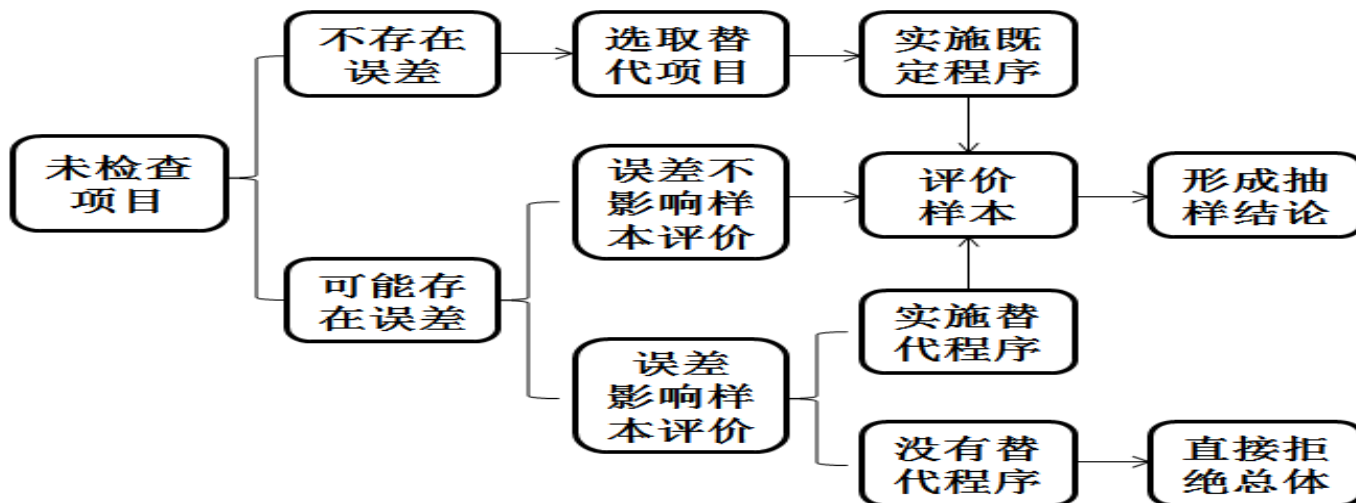 不存在
误差
选取替
代项目
实施既
定程序
未检查
项目
误差不
影响样
本评价
评价
样本
形成抽
样结论
可能存
在误差
实施替
代程序
误差
影响样
本评价
没有替
代程序
直接拒
绝总体